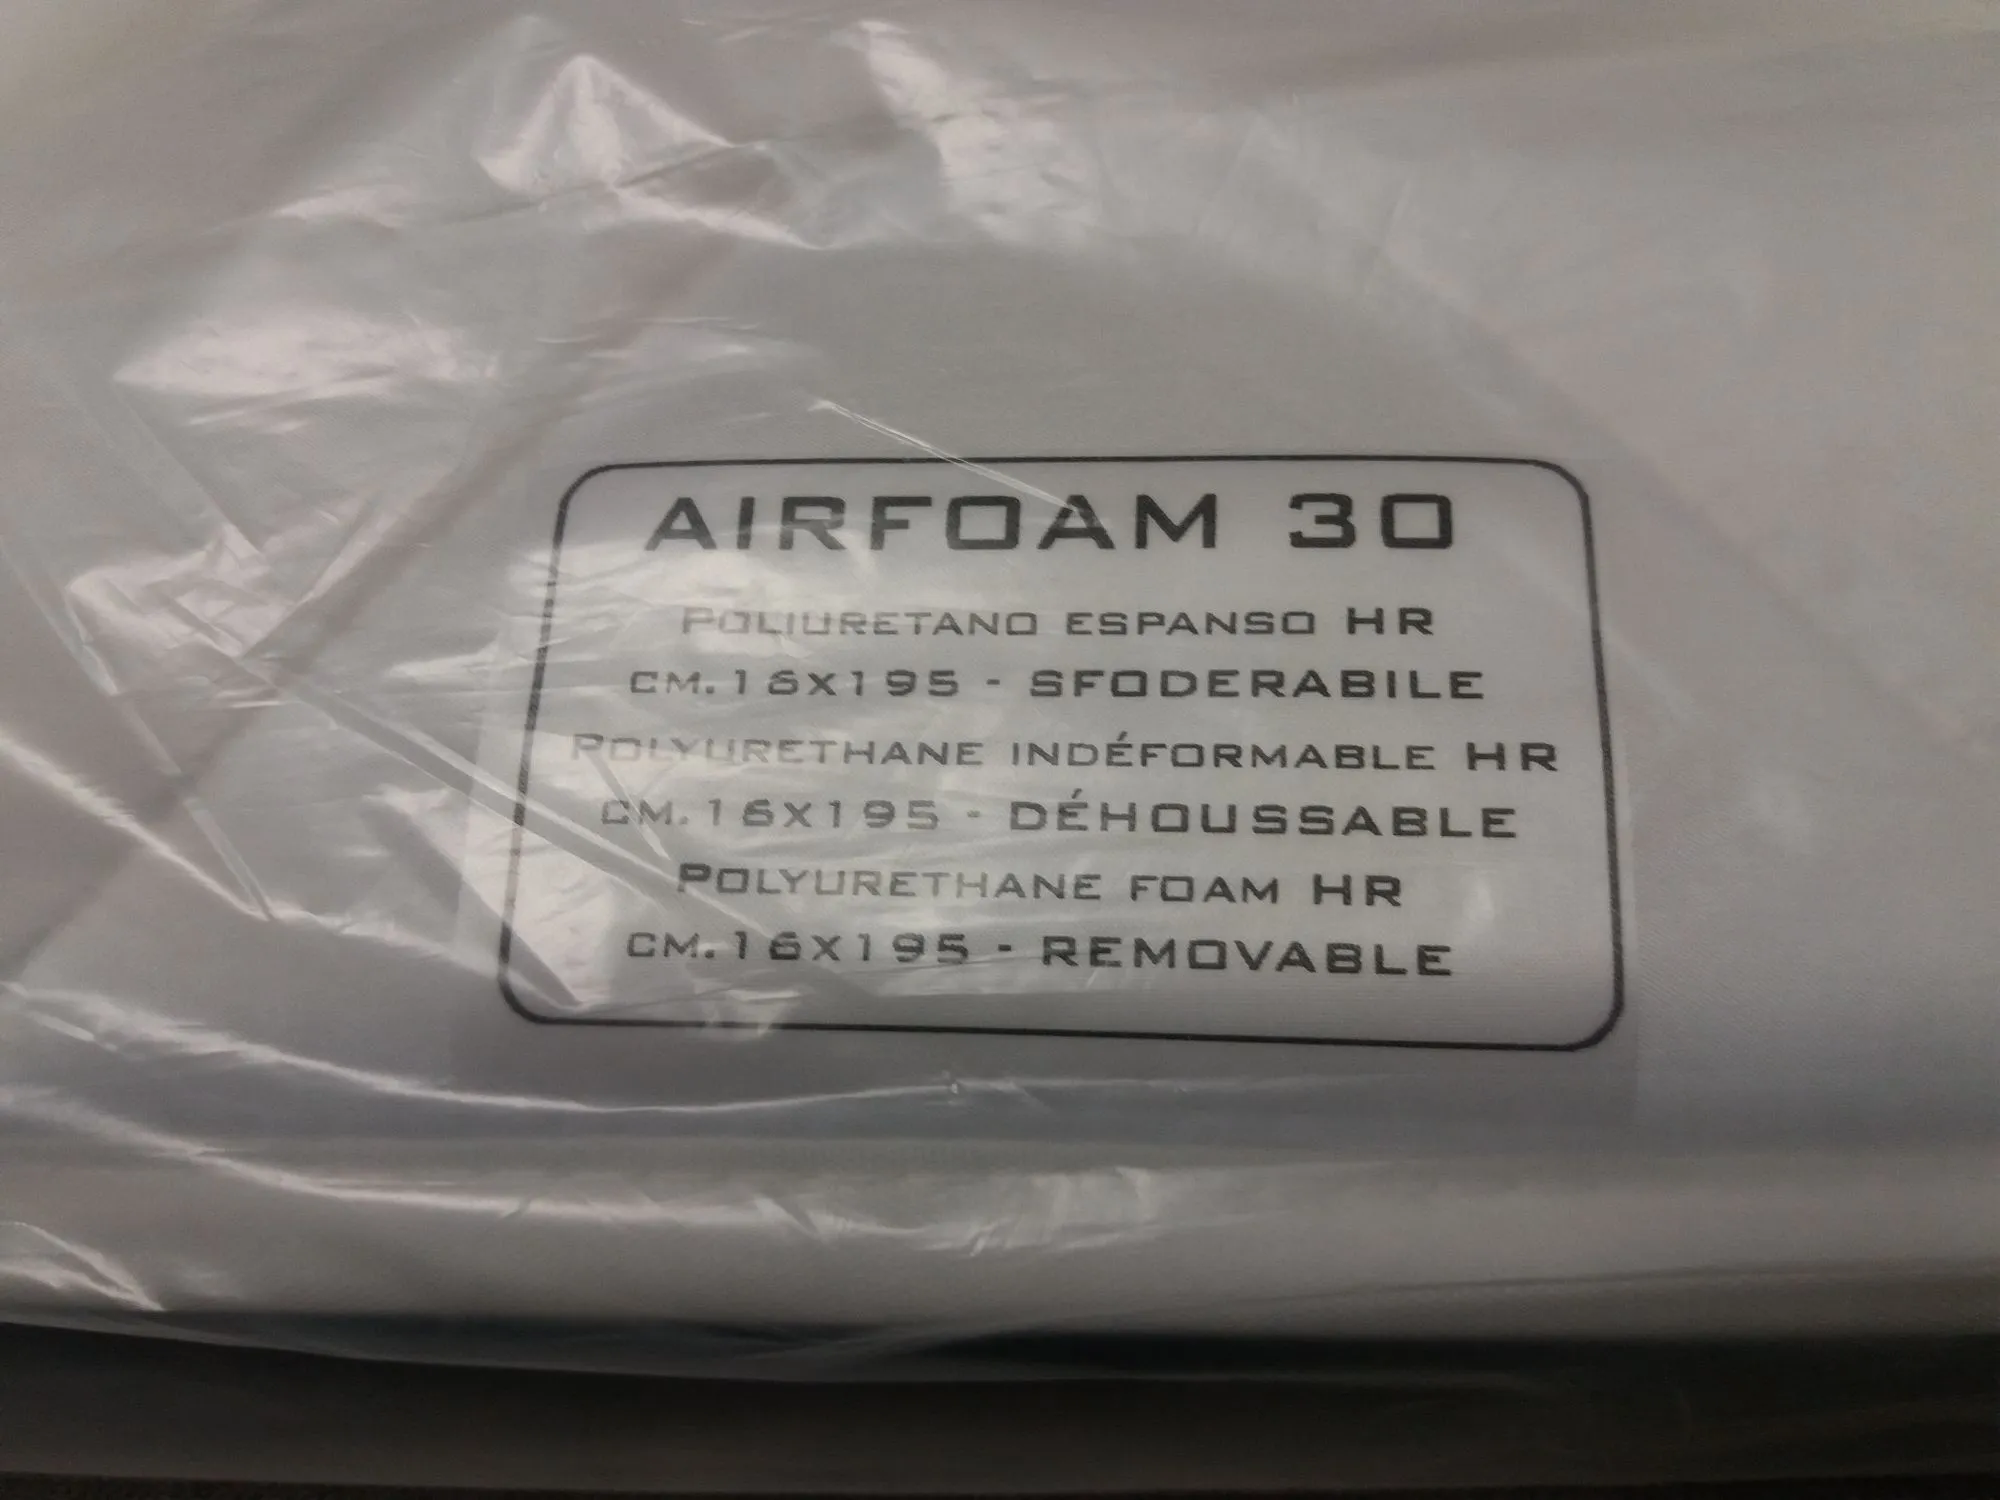 AIRFOAM 30
POLIURETANO ESPANSO HR
CM.16X195 - SFODERABILE
POLYURETHANE INDÉFORMABLE HR
CM.16X195 - DÉHOUSSABLE
POLYURETHANE FOAM HR
CM.16X195 - REMOVABLE